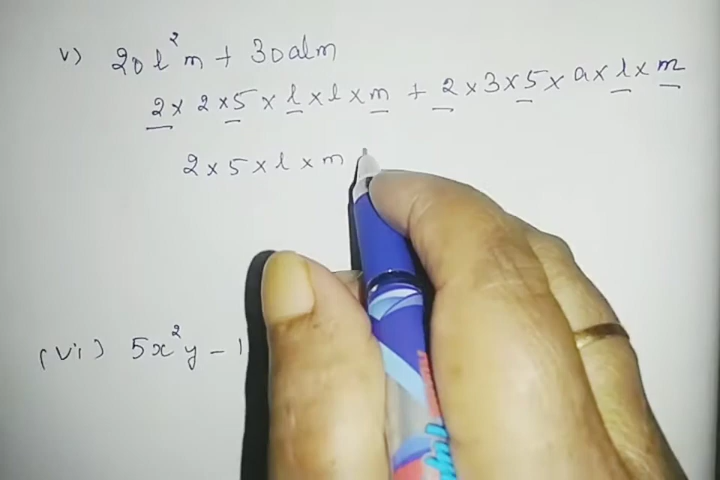 v) 20l²m + 30alm
2 × 2 × 5 × l × l × m + 2 × 3 × 5 × a × l × m
2 × 5 × l × m
(vi) 5x²y - 1